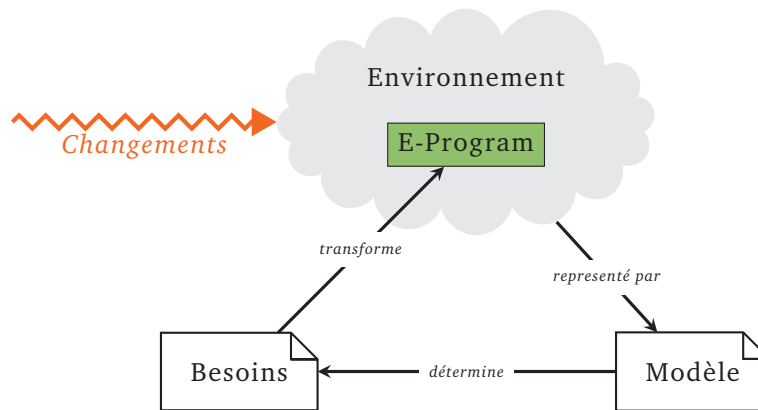 Environnement
E-Program
Changements
transforme
representé par
Besoins
détermine
Modèle